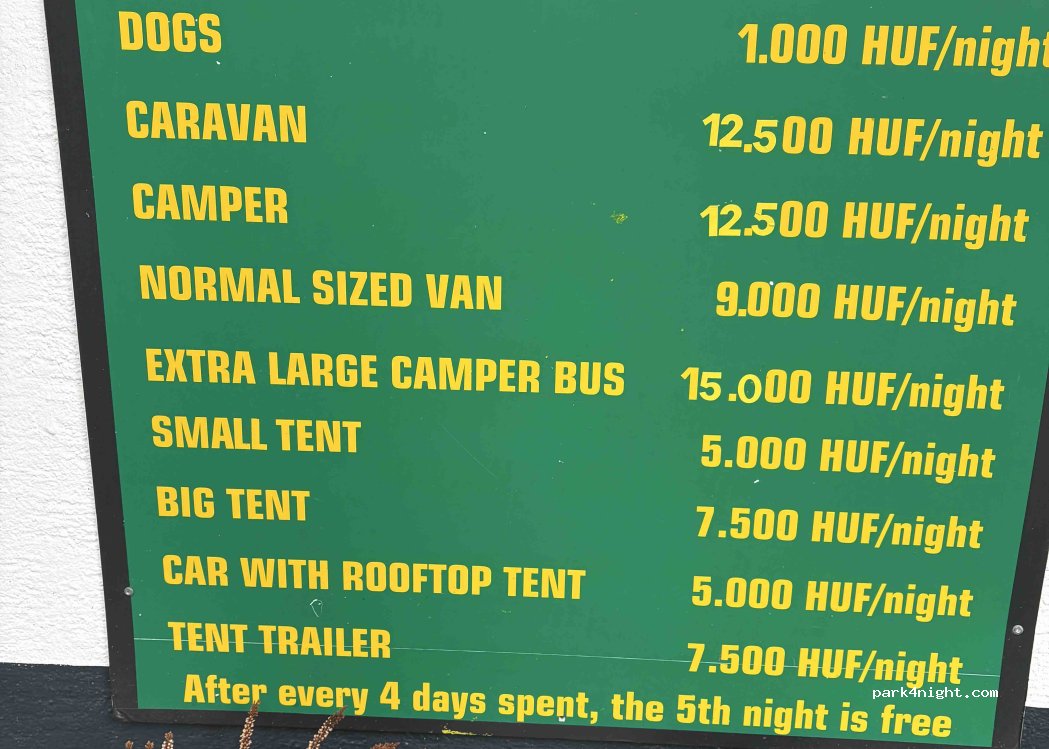 DOGS 1.000 HUF/night
CARAVAN 12.500 HUF/night
CAMPER 12.500 HUF/night
NORMAL SIZED VAN 9.000 HUF/night
EXTRA LARGE CAMPER BUS 15.000 HUF/night
SMALL TENT 5.000 HUF/night
BIG TENT 7.500 HUF/night
CAR WITH ROOFTOP TENT 5.000 HUF/night
TENT TRAILER 7.500 HUF/night
park4night.com
After every 4 days spent, the 5th night is free